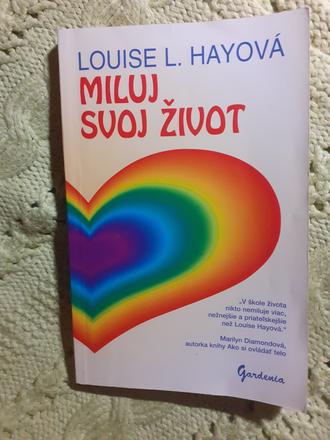 LOUISE L. HAYOVÁ
MILUJ
SVOJ ŽIVOT
„V škole života
nikto nemiluje viac,
nežnejšie a priateľskejšie
než Louise Hayová.“
Marilyn Diamondová,
autorka knihy Ako si ovládať telo
Gardenia